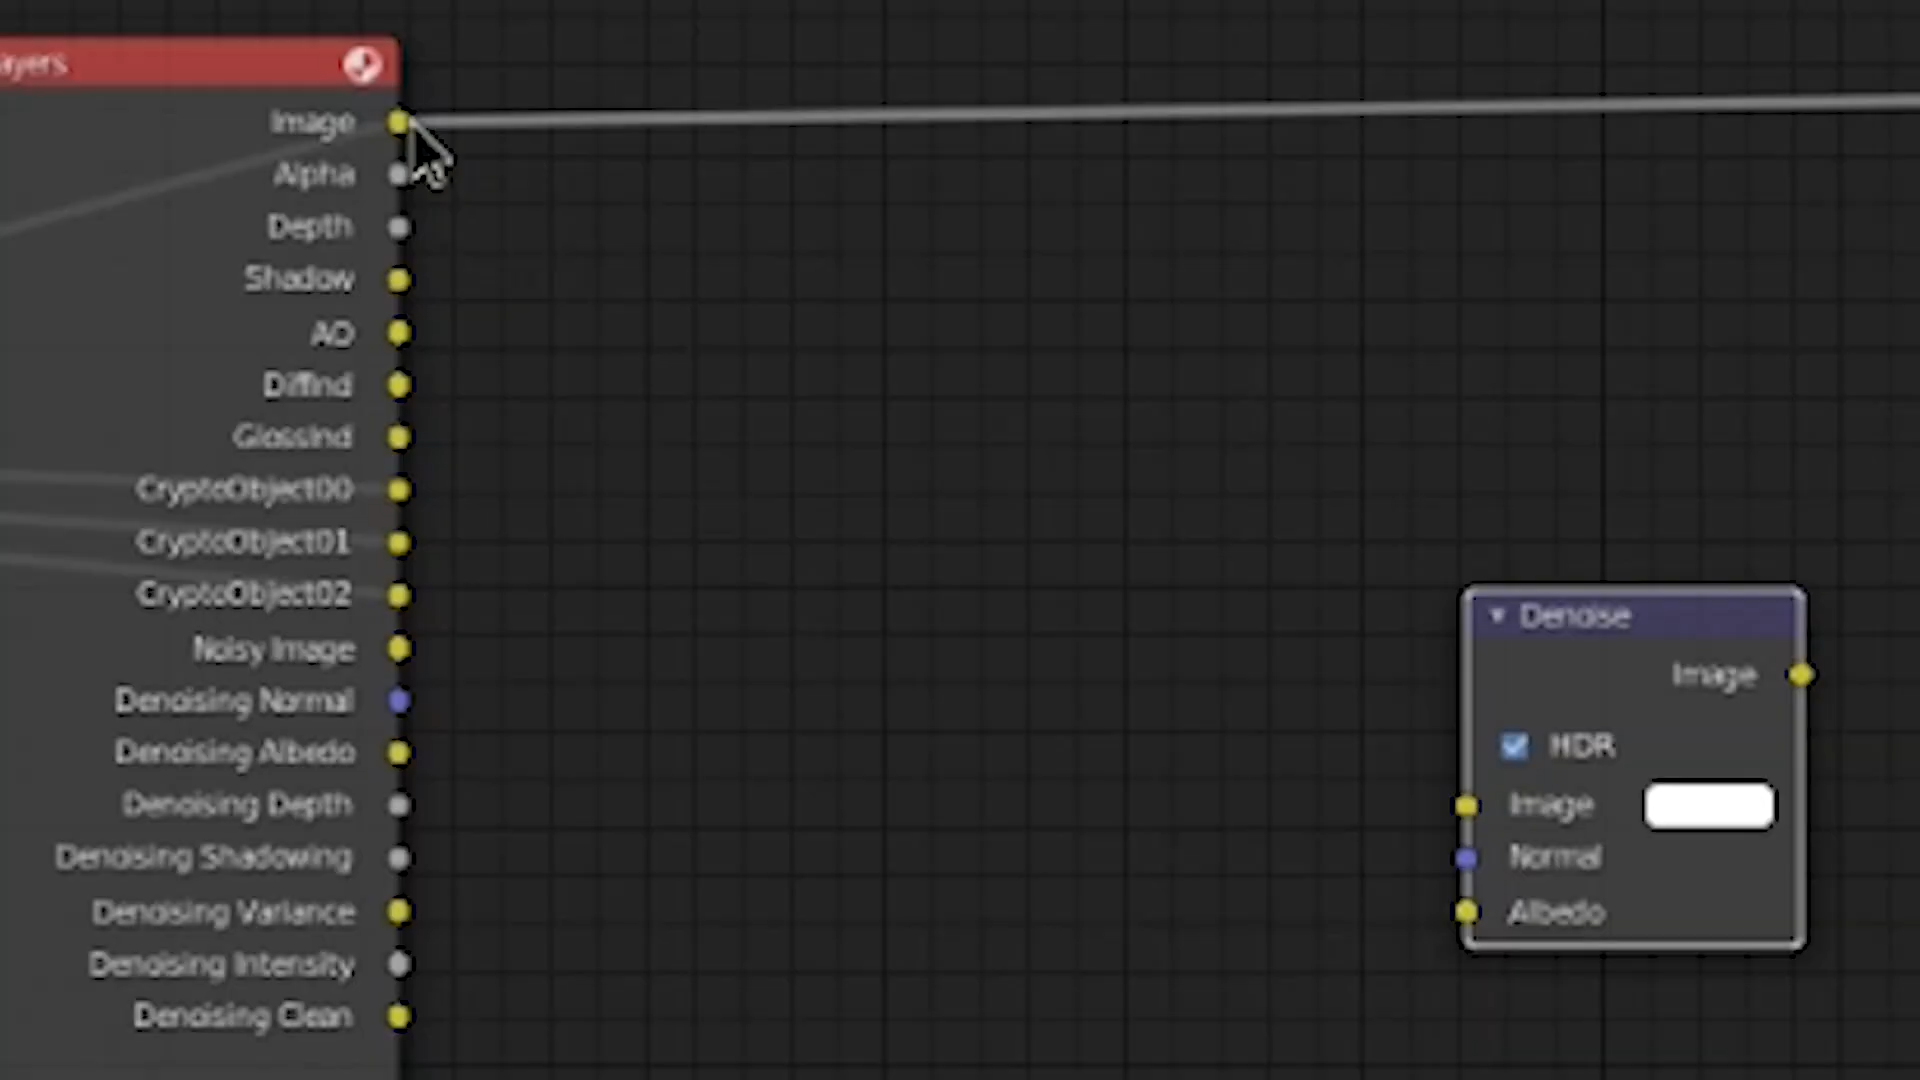 ayers
Image
Alpha
Depth
Shadow
AO
DiffInd
GlossInd
CryptoObject00
CryptoObject01
CryptoObject02
Noisy Image
Denoising Normal
Denoising Albedo
Denoising Depth
Denoising Shadowing
Denoising Variance
Denoising Intensity
Denoising Clean
Denoise
Image
HDR
Image
Normal
Albedo